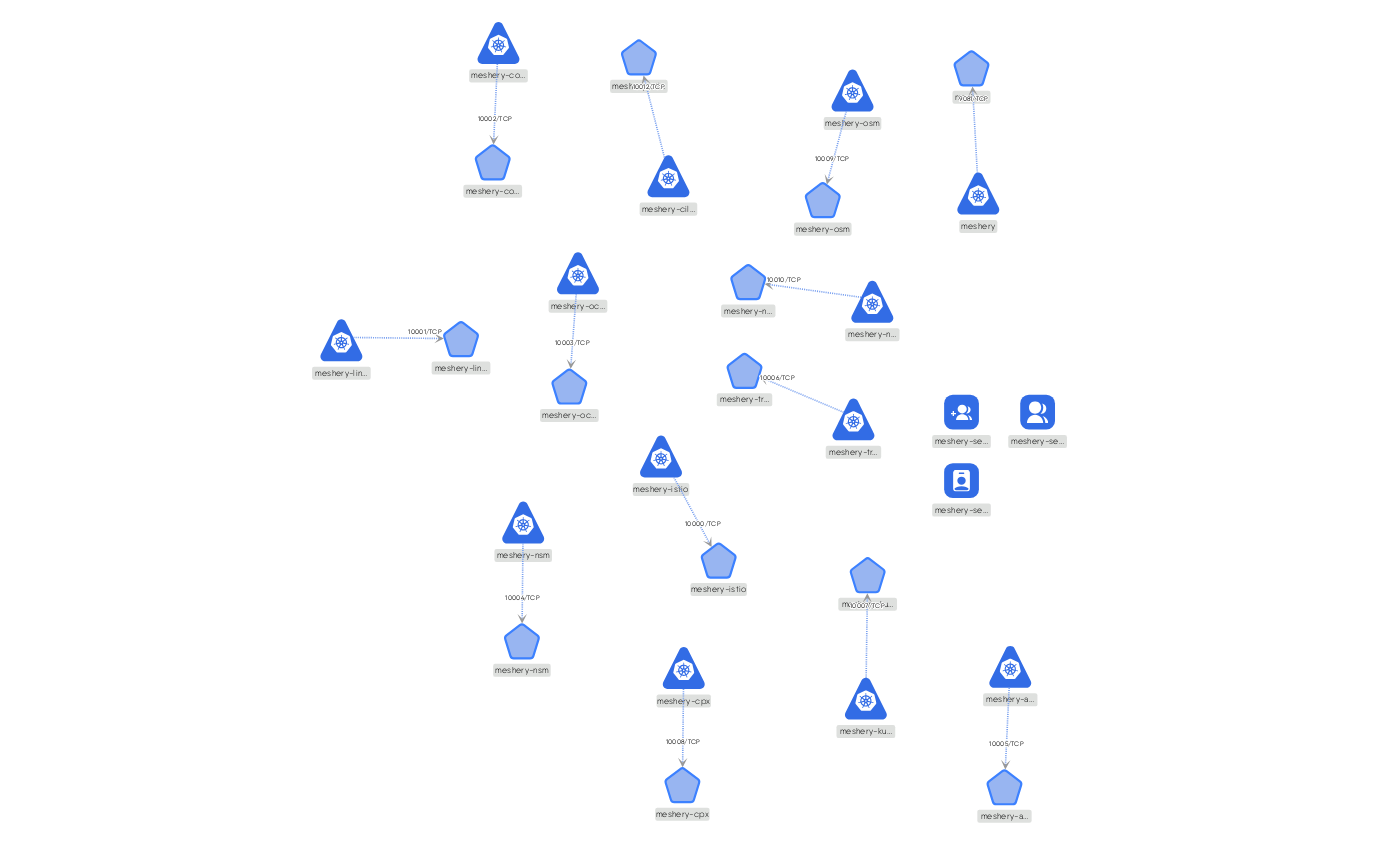 meshery-co...
10002/TCP
meshery-co...
10012/TCP
meshery-cil...
meshery-osm
10009/TCP
meshery-osm
9081/TCP
meshery
meshery-oc...
10003/TCP
meshery-oc...
10010/TCP
meshery-n...
meshery-n...
10001/TCP
meshery-lin...
meshery-lin...
10006/TCP
meshery-tr...
meshery-tr...
meshery-se...
meshery-se...
meshery-se...
meshery-istio
10000/TCP
meshery-istio
meshery-nsm
10004/TCP
meshery-nsm
10007/TCP
meshery-ku...
meshery-cpx
10008/TCP
meshery-cpx
meshery-a...
10005/TCP
meshery-a...